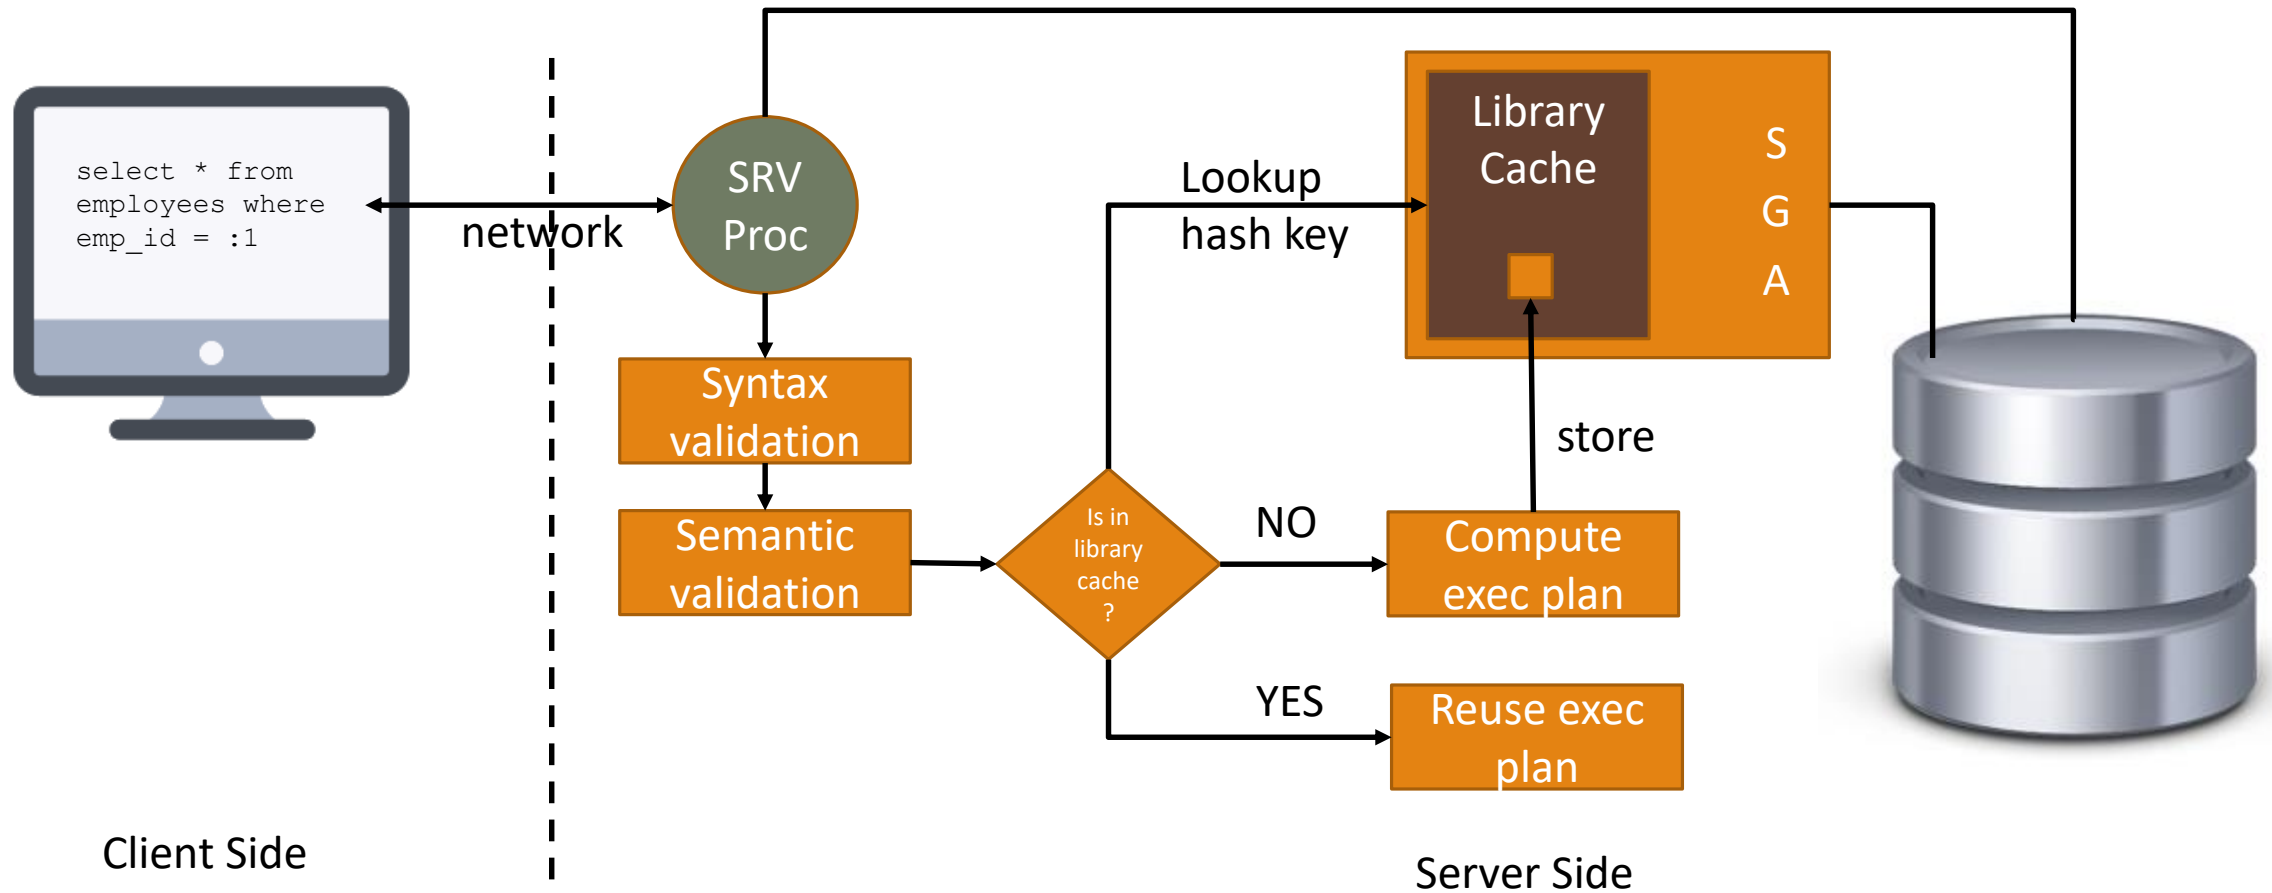 select * from
employees where
emp_id = :1
network
SRV
Proc
Syntax
validation
Semantic
validation
Is in
library
cache
?
Lookup
hash key
Library
Cache
S
G
A
store
NO
Compute
exec plan
YES
Reuse exec
plan
Client Side
Server Side